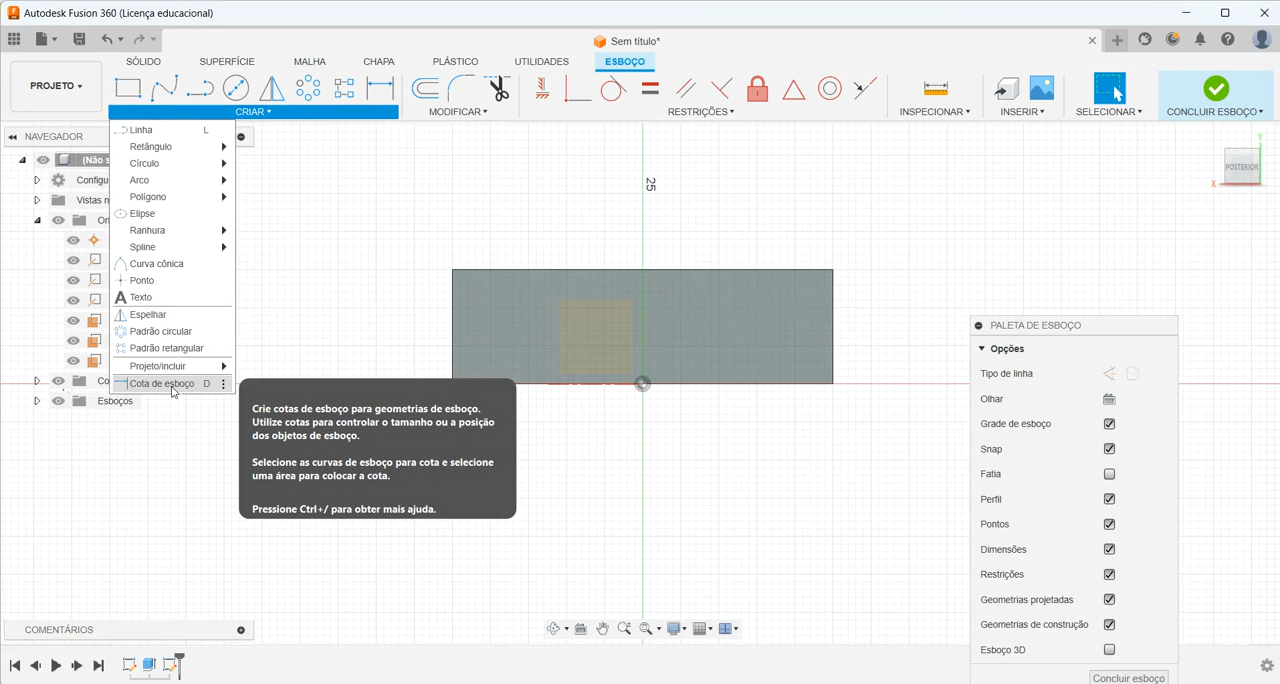 Autodesk Fusion 360 (Licença educacional)
Sem título*
SÓLIDO SUPERFÍCIE MALHA CHAPA PLÁSTICO UTILIDADES ESBOÇO
PROJETO
CRIAR MODIFICAR RESTRIÇÕES INSPECIONAR INSERIR SELECIONAR CONCLUIR ESBOÇO
NAVEGADOR
(Não s
Configu
Vistas n
Ori
Co
Esboços
Linha L
Retângulo
Círculo
Arco
Polígono
Elipse
Ranhura
Spline
Curva cônica
Ponto
Texto
Espelhar
Padrão circular
Padrão retangular
Projeto/incluir
Cota de esboço D
Crie cotas de esboço para geometrias de esboço.
Utilize cotas para controlar o tamanho ou a posição
dos objetos de esboço.
Selecione as curvas de esboço para cota e selecione
uma área para colocar a cota.
Pressione Ctrl+/ para obter mais ajuda.
25
Y
POSTERIOR
X
PALETA DE ESBOÇO
Opções
Tipo de linha
Olhar
Grade de esboço
Snap
Fatia
Perfil
Pontos
Dimensões
Restrições
Geometrias projetadas
Geometrias de construção
Esboço 3D
Concluir esboço
COMENTÁRIOS